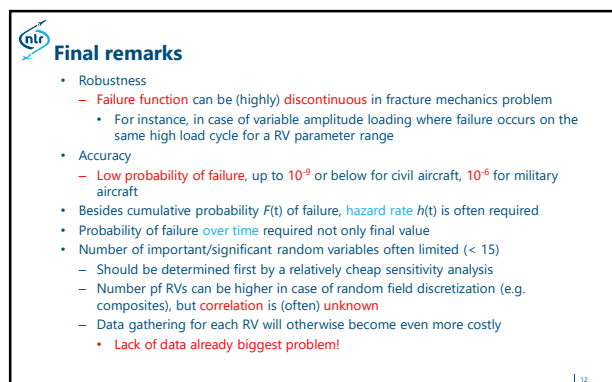 nlr
Final remarks
• Robustness
– Failure function can be (highly) discontinuous in fracture mechanics problem
• For instance, in case of variable amplitude loading where failure occurs on the
same high load cycle for a RV parameter range
• Accuracy
– Low probability of failure, up to 10⁻⁹ or below for civil aircraft, 10⁻⁶ for military
aircraft
• Besides cumulative probability F(t) of failure, hazard rate h(t) is often required
• Probability of failure over time required not only final value
• Number of important/significant random variables often limited (< 15)
– Should be determined first by a relatively cheap sensitivity analysis
– Number pf RVs can be higher in case of random field discretization (e.g.
composites), but correlation is (often) unknown
– Data gathering for each RV will otherwise become even more costly
• Lack of data already biggest problem!
| 12